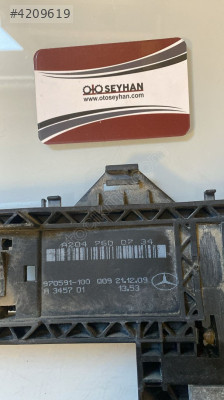 #4209619
OTO SEYHAN
www.otoseyhan.com
A204 760 07 34
970591-100 009 21.12.09
A 3457 01 13.53